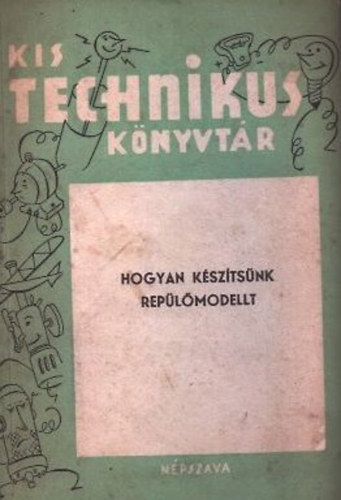 KIS
TECHNIKUS
KÖNYVTÁR
HOGYAN KÉSZÍTSÜNK
REPÜLŐMODELLT
NÉPSZAVA